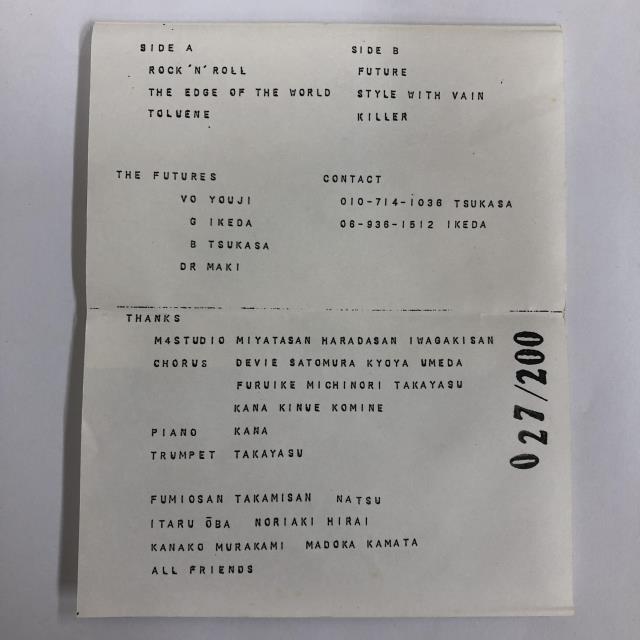 SIDE A
ROCK'N'ROLL
THE EDGE OF THE WORLD
TOLUENE
SIDE B
FUTURE
STYLE WITH VAIN
KILLER
THE FUTURES
VO YOUJI
G IKEDA
B TSUKASA
DR MAKI
CONTACT
010-714-1036 TSUKASA
06-936-1512 IKEDA
THANKS
M4STUDIO MIYATASAN HARADASAN IWAGAKISAN
CHORUS DEVIE SATOMURA KYOYA UMEDA
FURUIKE MICHINORI TAKAYASU
KANA KINUE KOMINE
PIANO KANA
TRUMPET TAKAYASU
FUMIOSAN TAKAMISAN NATSU
ITARU ŌBA NORIAKI HIRAI
KANAKO MURAKAMI MADOKA KAMATA
ALL FRIENDS
027/200